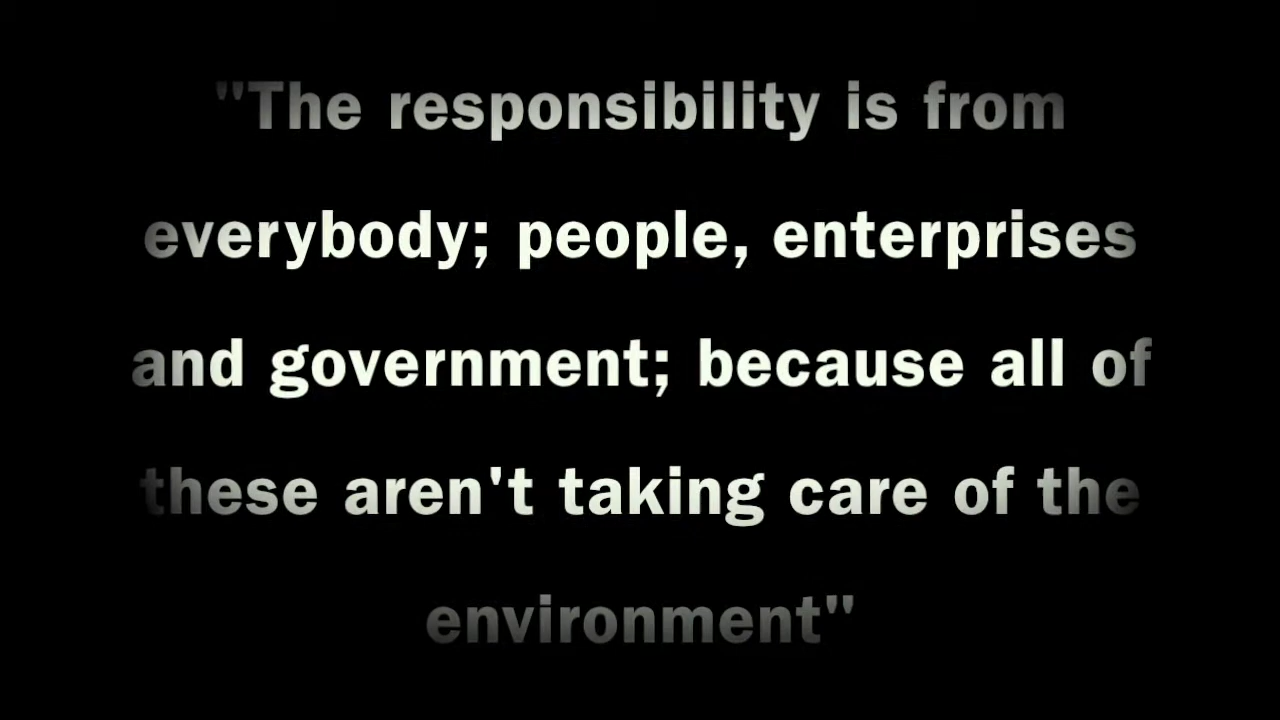 "The responsibility is from
everybody; people, enterprises
and government; because all of
these aren't taking care of the
environment"